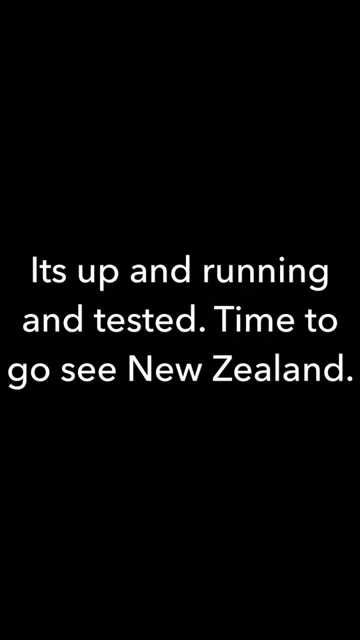 Its up and running
and tested. Time to
go see New Zealand.